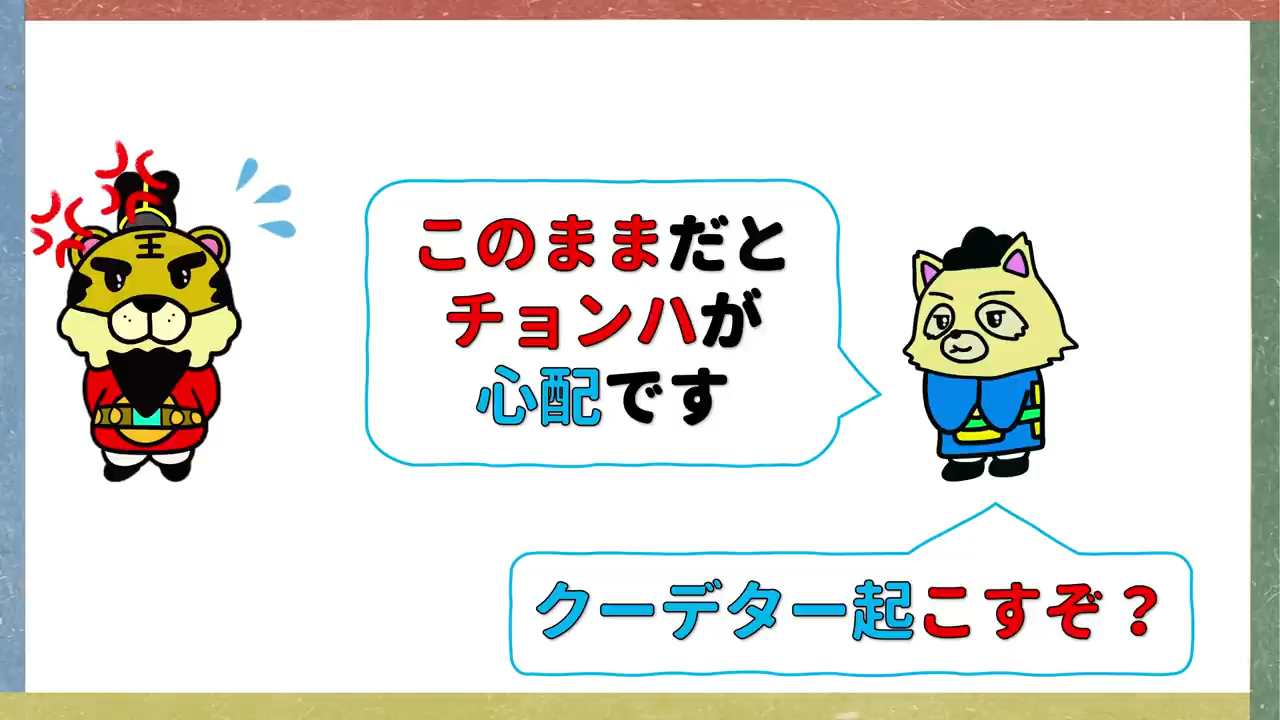 王
このままだと
チョンハが
心配です
クーデター起こすぞ？